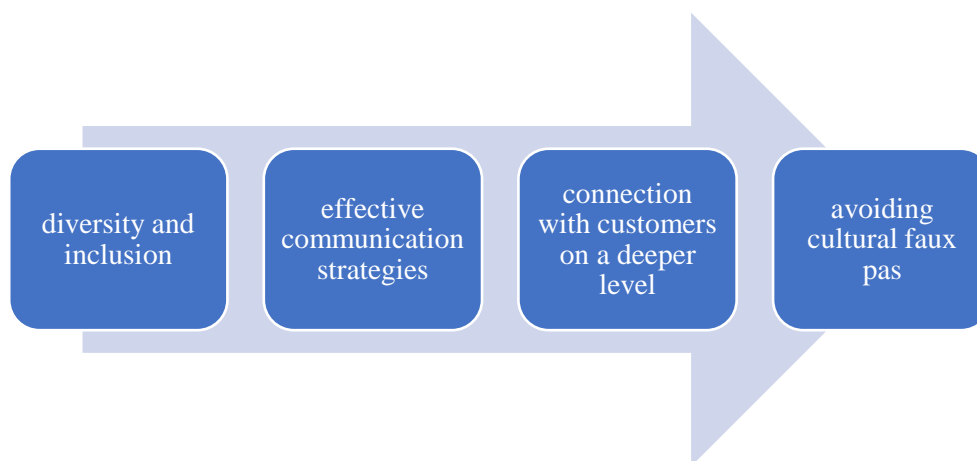 diversity and
inclusion
effective
communication
strategies
connection
with customers
on a deeper
level
avoiding
cultural faux
pas